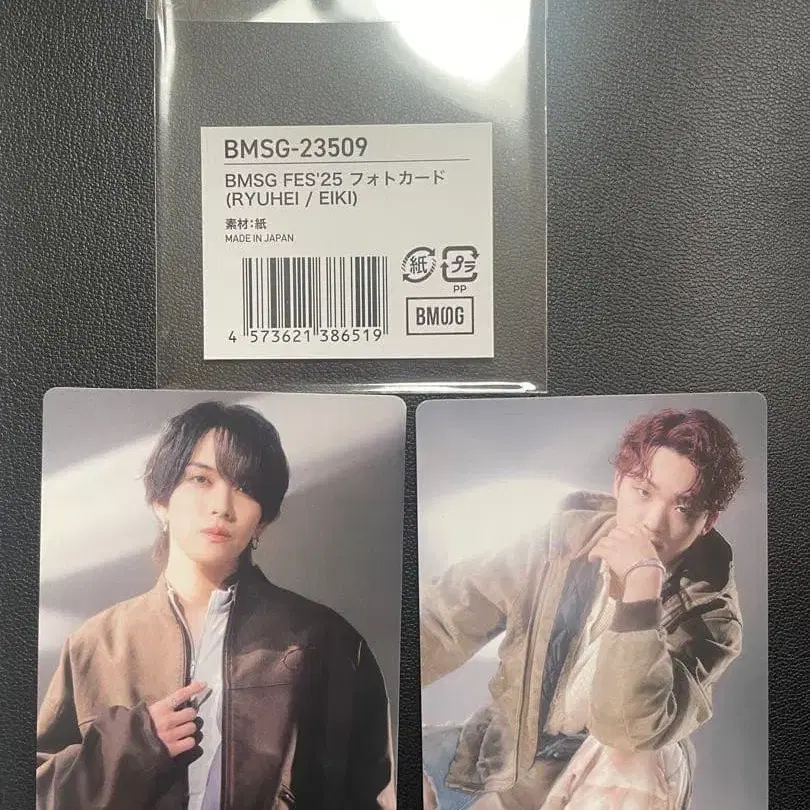 BMSG-23509
BMSG FES'25 フォトカード
(RYUHEI / EIKI)
素材:紙
MADE IN JAPAN
紙
プラ
PP
BMSG
4 573621 386519